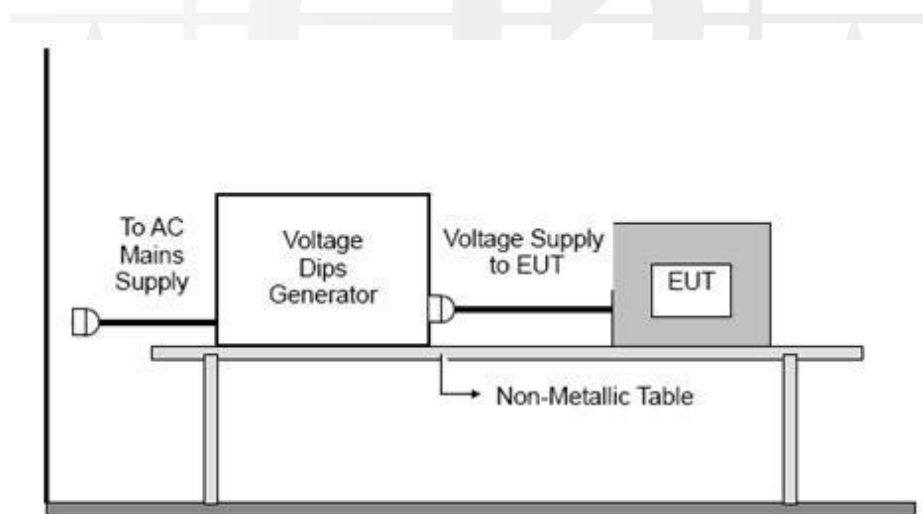 To AC
Mains
Supply
Voltage
Dips
Generator
Voltage Supply
to EUT
EUT
Non-Metallic Table